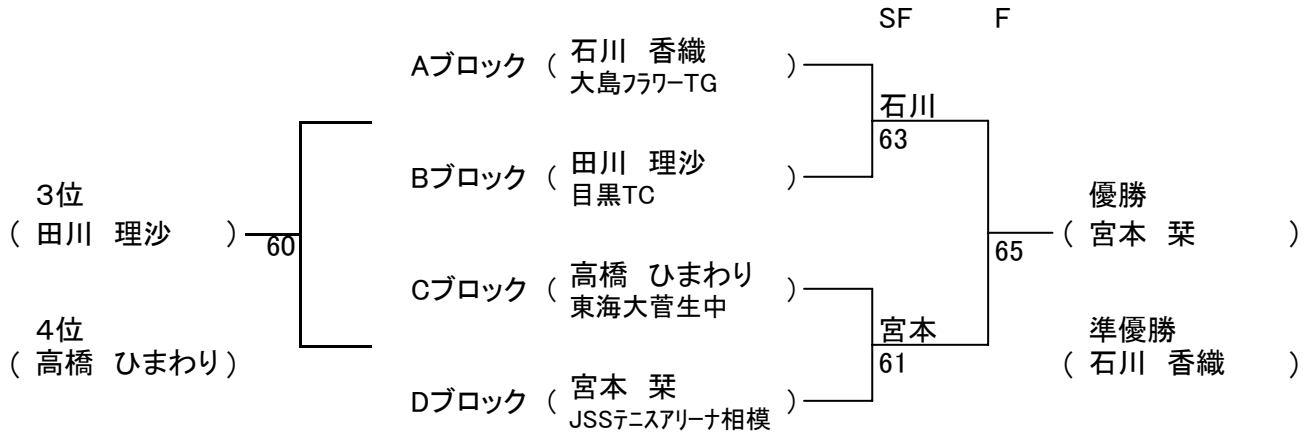 SF F
Aブロック ( 石川 香織 )
大島フラワーTG
石川
63
Bブロック ( 田川 理沙 )
目黒TC
3位
( 田川 理沙 )
60
優勝
( 宮本 栞 )
65
Cブロック ( 高橋 ひまわり )
東海大菅生中
4位
( 高橋 ひまわり )
宮本
61
準優勝
( 石川 香織 )
Dブロック ( 宮本 栞 )
JSSテニスアリーナ相模